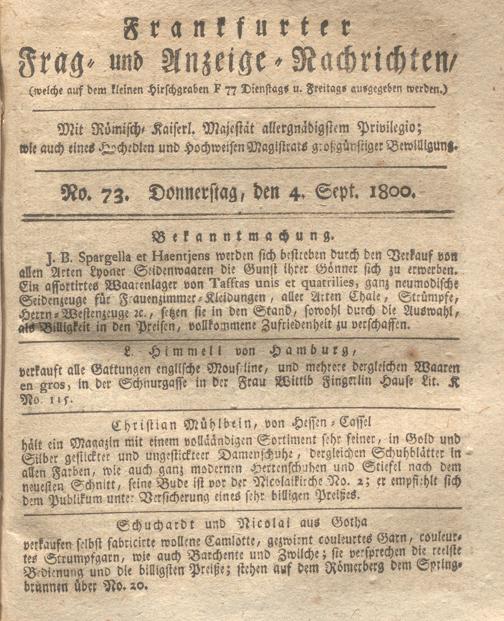 Frankfurter
Frag- und Anzeige-Nachrichten/
(welche auf dem kleinen Hirschgraben F 77 Dienstags u. Freitags ausgegeben werden.)
Mit Römisch-Kaiserl. Majestät allergnädigstem Privilegio;
wie auch eines Hochedlen und Hochweisen Magistrats großgünstiger Bewilligung.
No. 73. Donnerstag, den 4. Sept. 1800.
Bekanntmachung.
J. B. Spargella et Haentjens werden sich bestreben durch den Verkauf von
allen Arten Lyoner Seidenwaaren die Gunst ihrer Gönner sich zu erwerben.
Ein assortirtes Waarenlager von Taffras unis et quatrilies, ganz neumodische
Seidenzeuge für Frauenzimmer-Kleidungen, aller Arten Chale, Strümpfe,
Herrn-Westenzeuge ꝛc., setzen sie in den Stand, sowohl durch die Auswahl,
als Billigkeit in den Preisen, vollkommene Zufriedenheit zu verschaffen.
L. Himmell von Hamburg,
verkauft alle Gattungen englische Mousseline, und mehrere dergleichen Waaren
en gros, in der Schnurgasse in der Frau Wittib Fingerlin Hause Lit. K
No. 115.
Christian Mühlbein, von Hessen-Cassel
hält ein Magazin mit einem vollständigen Sortiment sehr feiner, in Gold und
Silber gestickter und ungestickter Damenschuhe, dergleichen Schuhblätter in
allen Farben, wie auch ganz modernen Herrenschuhen und Stiefel nach dem
neuesten Schnitt, seine Bude ist vor der Nicolaikirche No. 2; er empfiehlt sich
dem Publikum unter Versicherung eines sehr billigen Preißes.
Schuchardt und Nicolai aus Gotha
verkaufen selbst fabricirte wollene Camlotte, gezwirnt couleurtes Garn, couleur-
tes Strumpfgarn, wie auch Barchente und Zwilche; sie versprechen die reelste
Bedienung und die billigsten Preiße; stehen auf dem Römerberg dem Spring-
brunnen über No. 20.